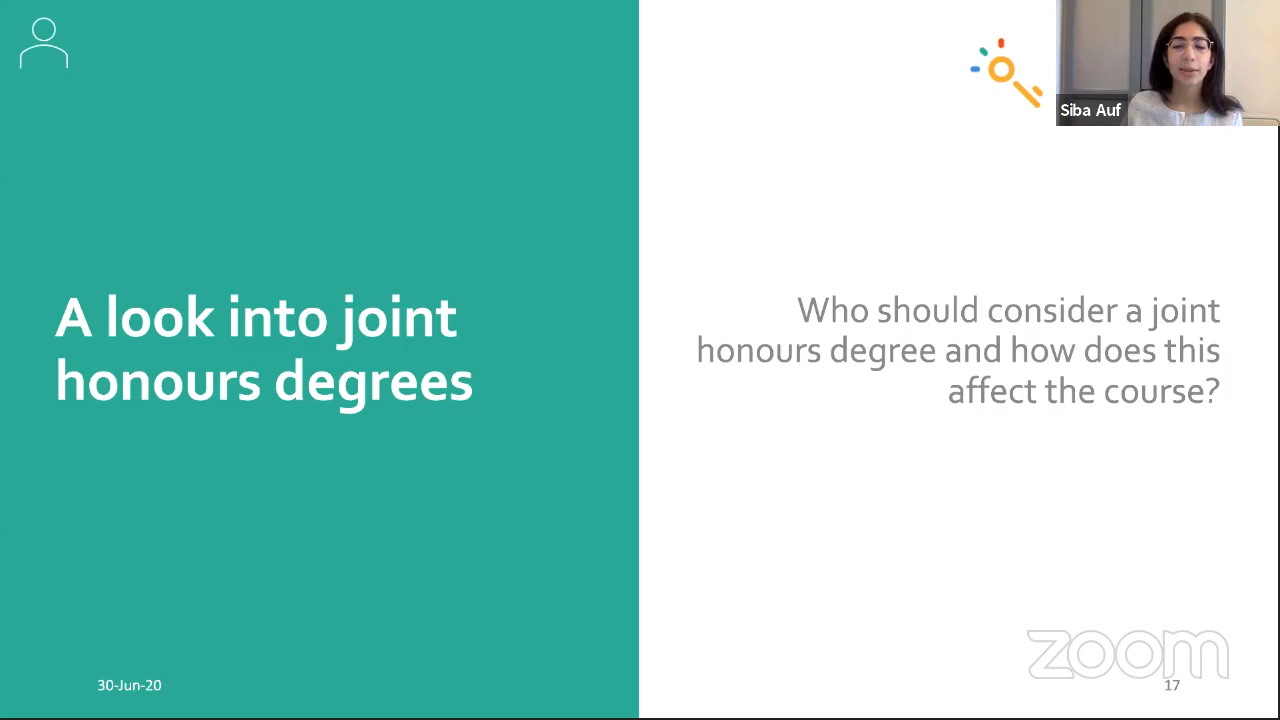 Siba Auf
A look into joint
honours degrees
Who should consider a joint
honours degree and how does this
affect the course?
zoom
30-Jun-20
17